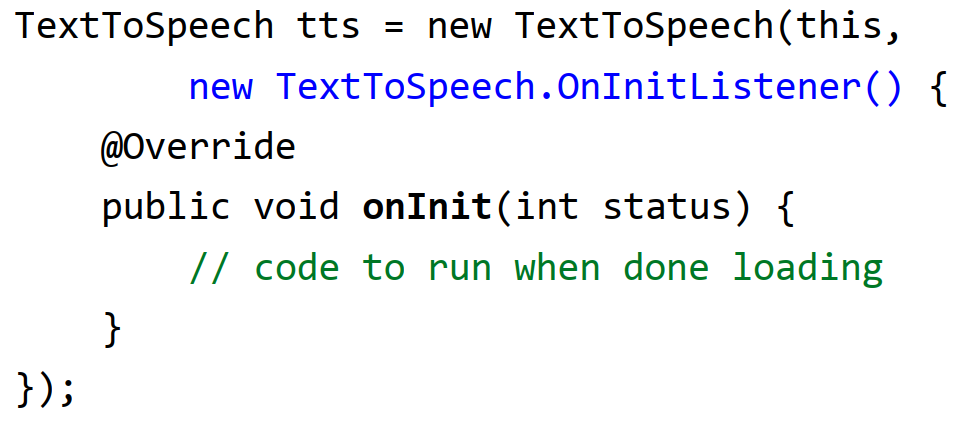 TextToSpeech tts = new TextToSpeech(this,
        new TextToSpeech.OnInitListener() {
    @Override
    public void onInit(int status) {
        // code to run when done loading
    }
});